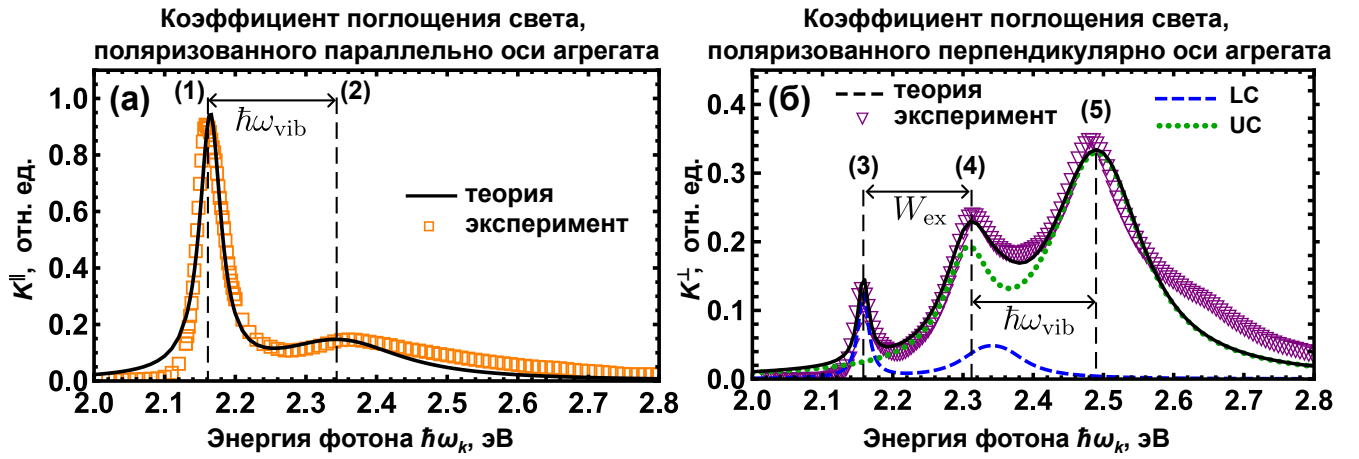 Коэффициент поглощения света,
поляризованного параллельно оси агрегата
(а)
(1)
(2)
ℏω_vib
теория
эксперимент
K^∥, отн. ед.
1.0
0.8
0.6
0.4
0.2
0.0
2.0 2.1 2.2 2.3 2.4 2.5 2.6 2.7 2.8
Энергия фотона ℏω_k, эВ
Коэффициент поглощения света,
поляризованного перпендикулярно оси агрегата
(б)
теория
эксперимент
LC
UC
(3)
(4)
(5)
W_ex
ℏω_vib
K^⊥, отн. ед.
0.4
0.3
0.2
0.1
0.0
2.0 2.1 2.2 2.3 2.4 2.5 2.6 2.7 2.8
Энергия фотона ℏω_k, эВ